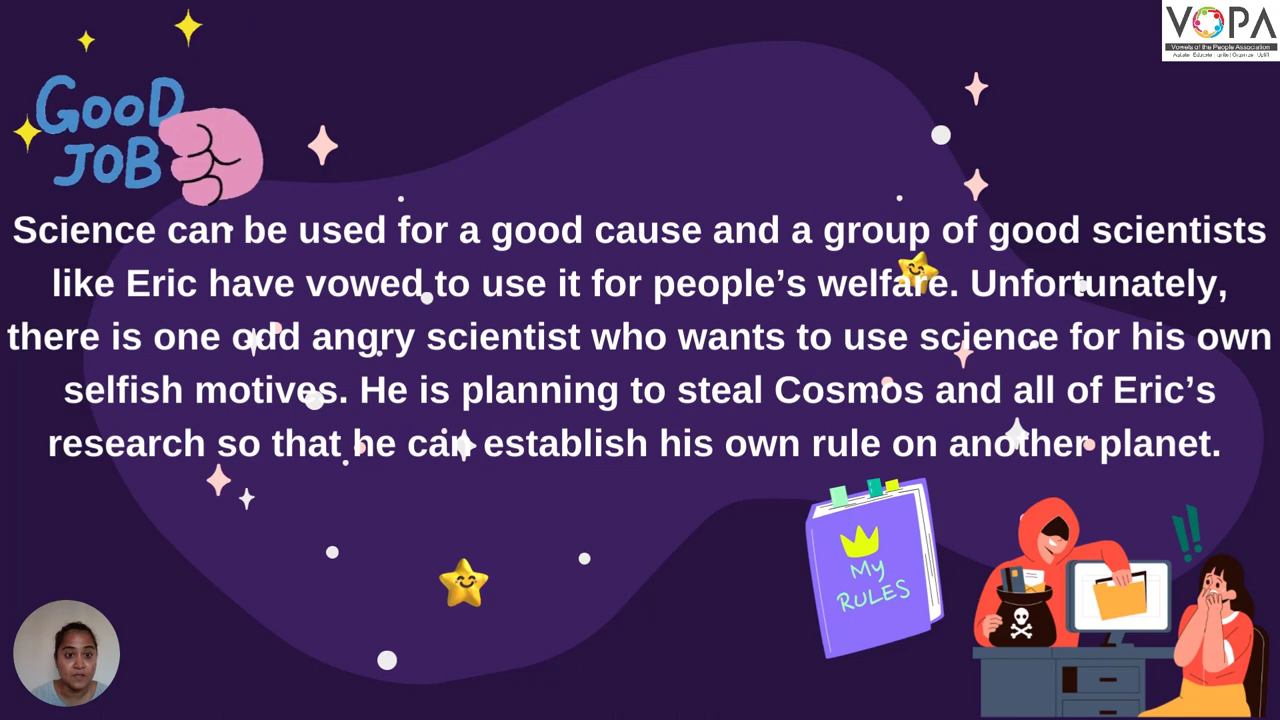 VOPA
Vowels of the People Association
GOOD
JOB
Science can be used for a good cause and a group of good scientists
like Eric have vowed to use it for people’s welfare. Unfortunately,
there is one odd angry scientist who wants to use science for his own
selfish motives. He is planning to steal Cosmos and all of Eric’s
research so that he can establish his own rule on another planet.
My
RULES
!!